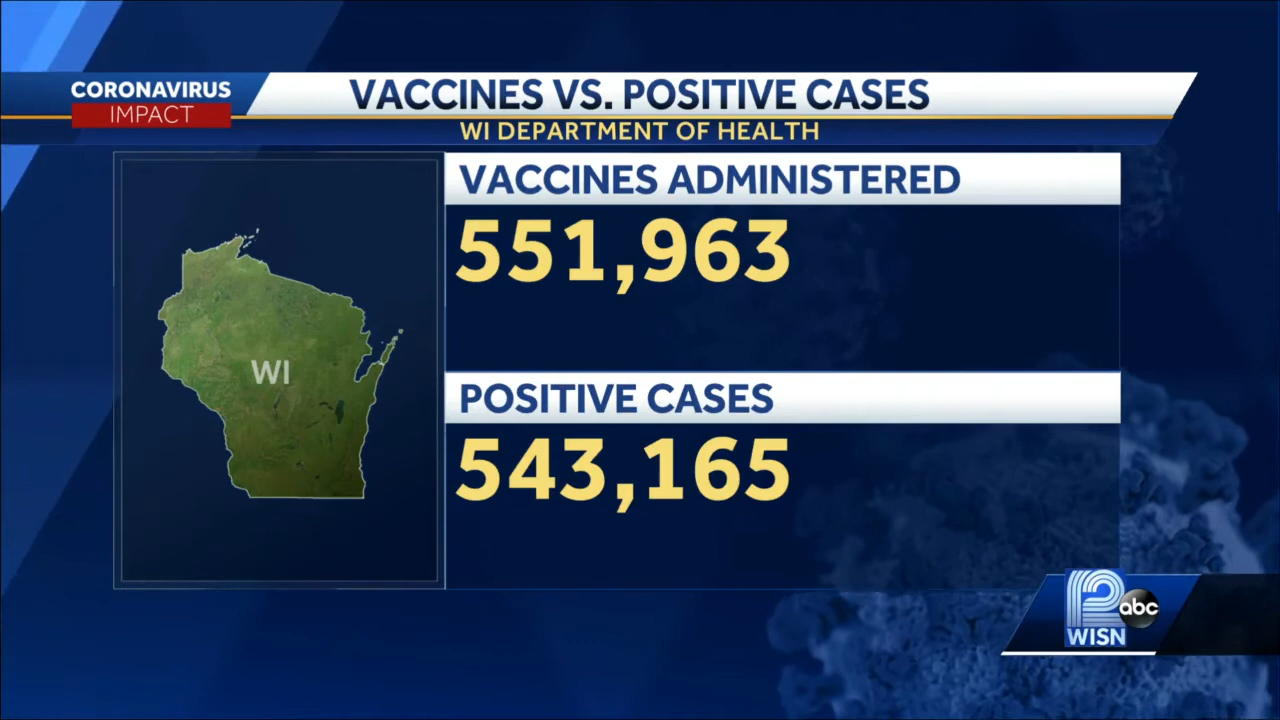 CORONAVIRUS
IMPACT
VACCINES VS. POSITIVE CASES
WI DEPARTMENT OF HEALTH
VACCINES ADMINISTERED
551,963
WI
POSITIVE CASES
543,165
12
abc
WISN